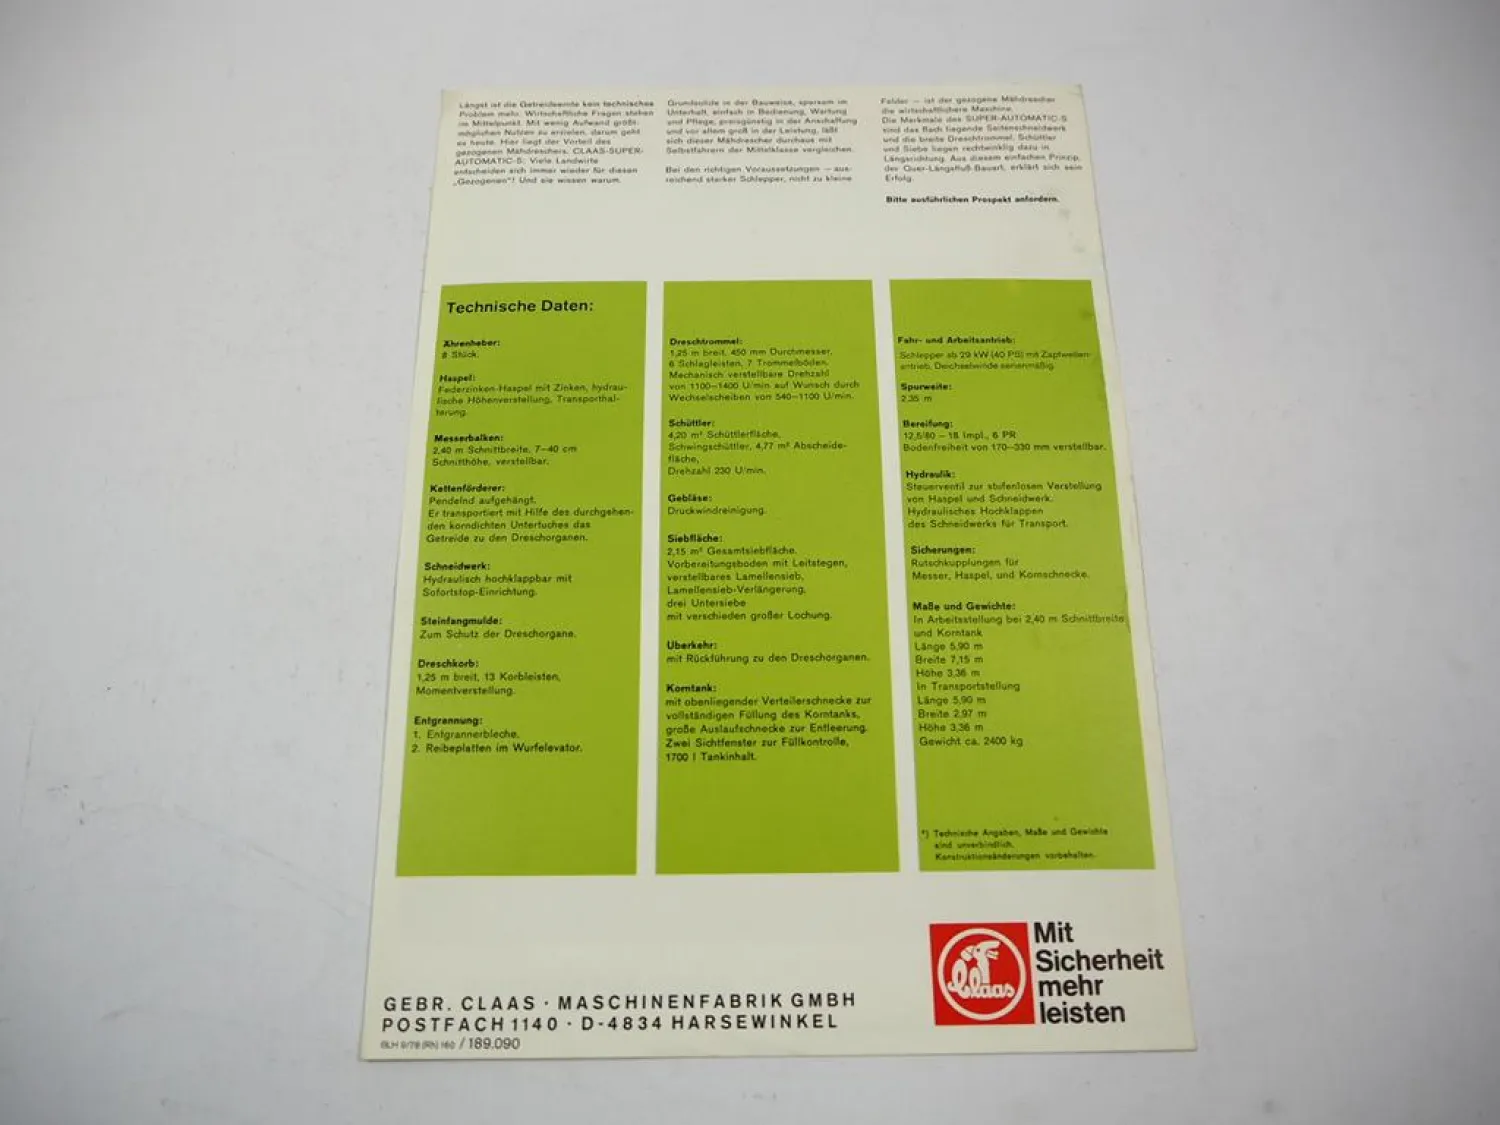 Längst ist die Getreideernte kein technisches
Problem mehr. Wirtschaftliche Fragen stehen
im Mittelpunkt. Mit wenig Aufwand größt-
möglichen Nutzen zu erzielen, darum geht
es heute. Hier liegt der Vorteil des
gezogenen Mähdreschers. CLAAS-SUPER-
AUTOMATIC-S: Viele Landwirte
entscheiden sich immer wieder für diesen
„Gezogenen“! Und sie wissen warum.
Grundsolide in der Bauweise, sparsam im
Unterhalt, einfach in Bedienung, Wartung
und Pflege, preisgünstig in der Anschaffung
und vor allem groß in der Leistung, läßt
sich dieser Mähdrescher durchaus mit
Selbstfahrern der Mittelklasse vergleichen.
Bei den richtigen Voraussetzungen – aus-
reichend starker Schlepper, nicht zu kleine
Felder – ist der gezogene Mähdrescher
die wirtschaftlichere Maschine.
Die Merkmale des SUPER-AUTOMATIC-S
sind das flach liegende Seitenschneidwerk
und die breite Dreschtrommel. Schüttler
und Siebe liegen rechtwinklig dazu in
Längsrichtung. Aus diesem einfachen Prinzip,
der Quer-Längsfluß-Bauart, erklärt sich sein
Erfolg.
Bitte ausführlichen Prospekt anfordern.
Technische Daten:
Ährenheber:
8 Stück.
Haspel:
Federzinken-Haspel mit Zinken, hydrau-
lische Höhenverstellung, Transporthal-
terung.
Messerbalken:
2,40 m Schnittbreite, 7–40 cm
Schnitthöhe, verstellbar.
Kettenförderer:
Pendelnd aufgehängt.
Er transportiert mit Hilfe des durchgehen-
den korndichten Untertuches das
Getreide zu den Dreschorganen.
Schneidwerk:
Hydraulisch hochklappbar mit
Sofortstop-Einrichtung.
Steinfangmulde:
Zum Schutz der Dreschorgane.
Dreschkorb:
1,25 m breit, 13 Korbleisten,
Momentverstellung.
Entgrannung:
1. Entgrannerbleche.
2. Reibeplatten im Wurfelevator.
Dreschtrommel:
1,25 m breit, 450 mm Durchmesser,
6 Schlagleisten, 7 Trommelböden.
Mechanisch verstellbare Drehzahl
von 1100–1400 U/min auf Wunsch durch
Wechselscheiben von 540–1100 U/min.
Schüttler:
4,20 m² Schüttlerfläche,
Schwingschüttler, 4,77 m² Abscheide-
fläche,
Drehzahl 230 U/min.
Gebläse:
Druckwindreinigung.
Siebfläche:
2,15 m² Gesamtsiebfläche.
Vorbereitungsboden mit Leitstegen,
verstellbares Lamellensieb,
Lamellensieb-Verlängerung,
drei Untersiebe
mit verschieden großer Lochung.
Überkehr:
mit Rückführung zu den Dreschorganen.
Korntank:
mit obenliegender Verteilerschnecke zur
vollständigen Füllung des Korntanks,
große Auslaufschnecke zur Entleerung.
Zwei Sichtfenster zur Füllkontrolle,
1700 l Tankinhalt.
Fahr- und Arbeitsantrieb:
Schlepper ab 29 kW (40 PS) mit Zapfwellen-
antrieb, Deichselwinde serienmäßig.
Spurweite:
2,35 m
Bereifung:
12,5/80 – 18 Impl., 6 PR
Bodenfreiheit von 170–330 mm verstellbar.
Hydraulik:
Steuerventil zur stufenlosen Verstellung
von Haspel und Schneidwerk.
Hydraulisches Hochklappen
des Schneidwerks für Transport.
Sicherungen:
Rutschkupplungen für
Messer, Haspel, und Kornschnecke.
Maße und Gewichte:
In Arbeitsstellung bei 2,40 m Schnittbreite
und Korntank
Länge 5,90 m
Breite 7,15 m
Höhe 3,36 m
In Transportstellung
Länge 5,90 m
Breite 2,97 m
Höhe 3,36 m
Gewicht ca. 2400 kg
*) Technische Angaben, Maße und Gewichte
sind unverbindlich.
Konstruktionsänderungen vorbehalten.
Claas
Mit
Sicherheit
mehr
leisten
GEBR. CLAAS · MASCHINENFABRIK GMBH
POSTFACH 1140 · D-4834 HARSEWINKEL
BLH 9/78 (Rh) 160 / 189.090